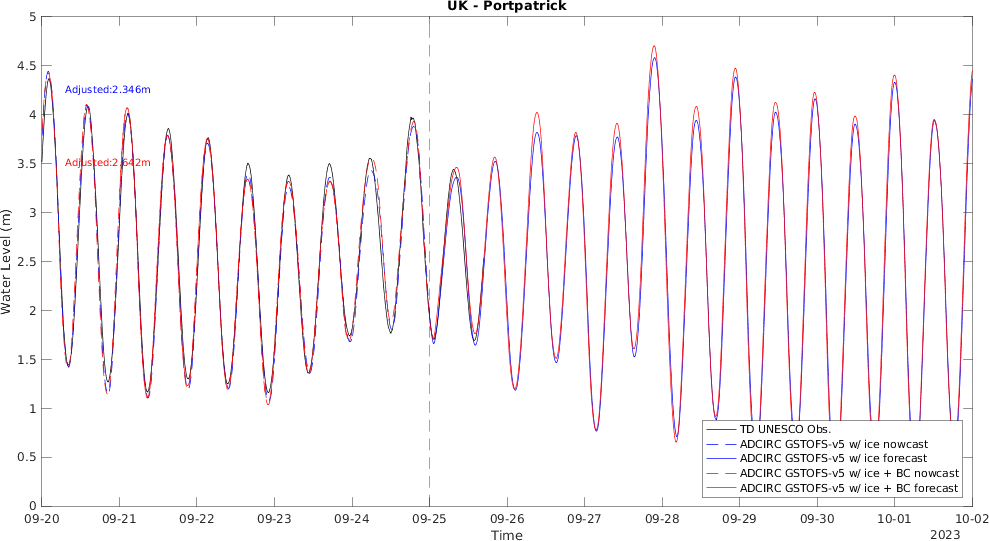 UK - Portpatrick
5
4.5
4
3.5
3
2.5
2
1.5
1
0.5
0
Water Level (m)
Adjusted:2.346m
Adjusted:2.642m
TD UNESCO Obs.
ADCIRC GSTOFS-v5 w/ ice nowcast
ADCIRC GSTOFS-v5 w/ ice forecast
ADCIRC GSTOFS-v5 w/ ice + BC nowcast
ADCIRC GSTOFS-v5 w/ ice + BC forecast
09-20 09-21 09-22 09-23 09-24 09-25 09-26 09-27 09-28 09-29 09-30 10-01 10-02
Time
2023